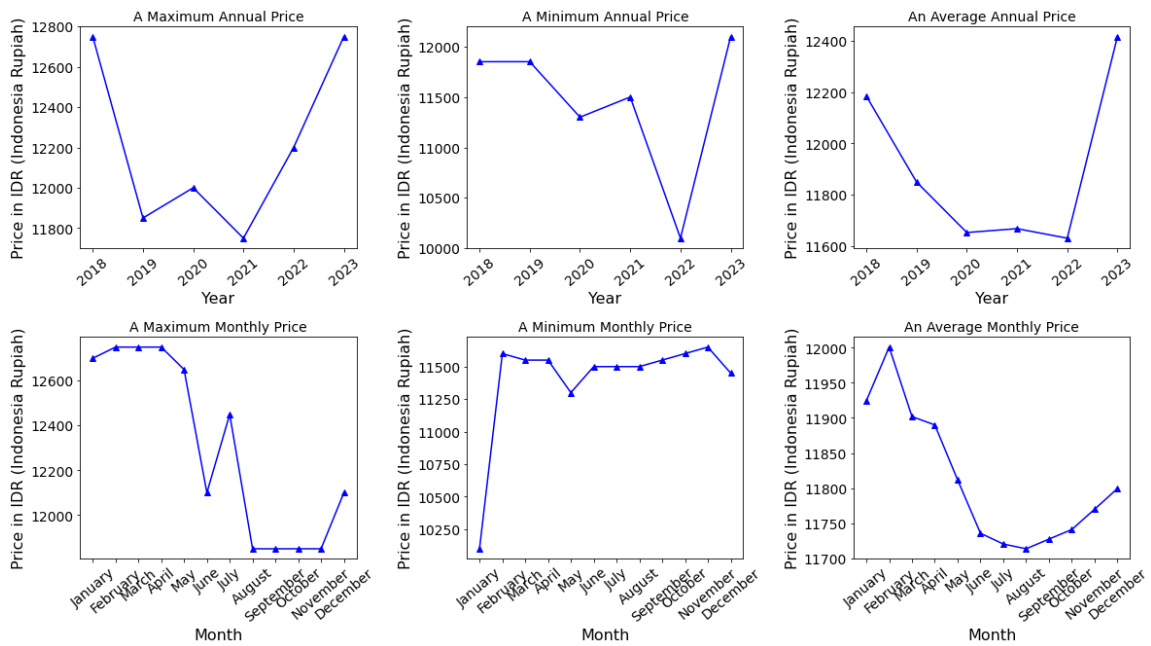 A Maximum Annual Price
Price in IDR (Indonesia Rupiah)
12800
12600
12400
12200
12000
11800
2018
2019
2020
2021
2022
2023
Year
A Minimum Annual Price
Price in IDR (Indonesia Rupiah)
12000
11500
11000
10500
10000
2018
2019
2020
2021
2022
2023
Year
An Average Annual Price
Price in IDR (Indonesia Rupiah)
12400
12200
12000
11800
11600
2018
2019
2020
2021
2022
2023
Year
A Maximum Monthly Price
Price in IDR (Indonesia Rupiah)
12600
12400
12200
12000
January
February
March
April
May
June
July
August
September
October
November
December
Month
A Minimum Monthly Price
Price in IDR (Indonesia Rupiah)
11500
11250
11000
10750
10500
10250
January
February
March
April
May
June
July
August
September
October
November
December
Month
An Average Monthly Price
Price in IDR (Indonesia Rupiah)
12000
11950
11900
11850
11800
11750
11700
January
February
March
April
May
June
July
August
September
October
November
December
Month